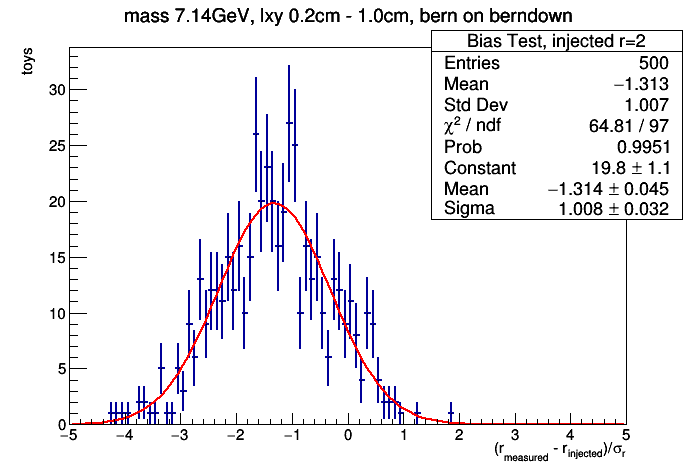 mass 7.14GeV, lxy 0.2cm - 1.0cm, bern on berndown
Bias Test, injected r=2
Entries 500
Mean −1.313
Std Dev 1.007
χ² / ndf 64.81 / 97
Prob 0.9951
Constant 19.8 ± 1.1
Mean −1.314 ± 0.045
Sigma 1.008 ± 0.032
toys
30
25
20
15
10
5
0
−5 −4 −3 −2 −1 0 1 2 3 4 5
(r_measured - r_injected)/σ_r